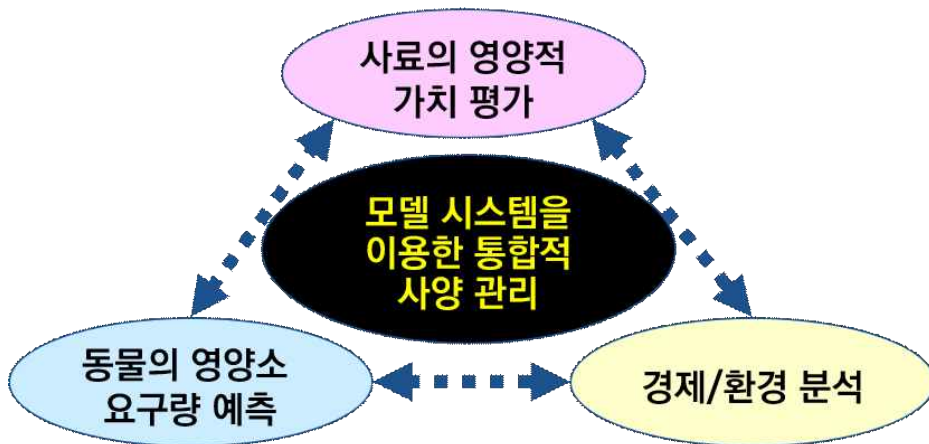 사료의 영양적
가치 평가
모델 시스템을
이용한 통합적
사양 관리
동물의 영양소
요구량 예측
경제/환경 분석